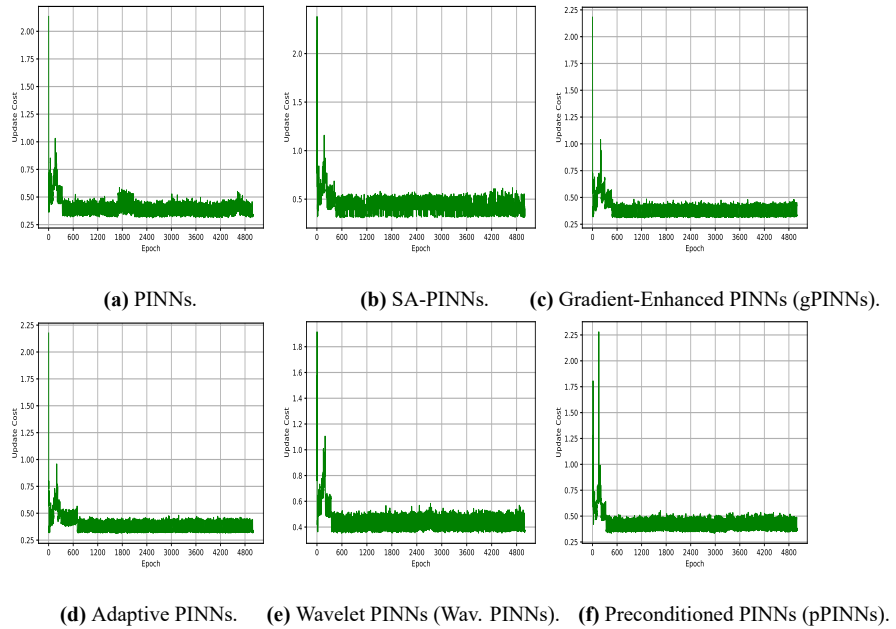 2.25
2.00
1.75
1.50
1.25
1.00
0.75
0.50
0.25
Update Cost
0 600 1200 1800 2400 3000 3600 4200 4800
Epoch
2.0
1.5
1.0
0.5
Update Cost
0 600 1200 1800 2400 3000 3600 4200 4800
Epoch
2.25
2.00
1.75
1.50
1.25
1.00
0.75
0.50
0.25
Update Cost
0 600 1200 1800 2400 3000 3600 4200 4800
Epoch
(a) PINNs. (b) SA-PINNs. (c) Gradient-Enhanced PINNs (gPINNs).
2.25
2.00
1.75
1.50
1.25
1.00
0.75
0.50
0.25
Update Cost
0 600 1200 1800 2400 3000 3600 4200 4800
Epoch
1.8
1.6
1.4
1.2
1.0
0.8
0.6
0.4
Update Cost
0 600 1200 1800 2400 3000 3600 4200 4800
Epoch
2.25
2.00
1.75
1.50
1.25
1.00
0.75
0.50
0.25
Update Cost
0 600 1200 1800 2400 3000 3600 4200 4800
Epoch
(d) Adaptive PINNs. (e) Wavelet PINNs (Wav. PINNs). (f) Preconditioned PINNs (pPINNs).